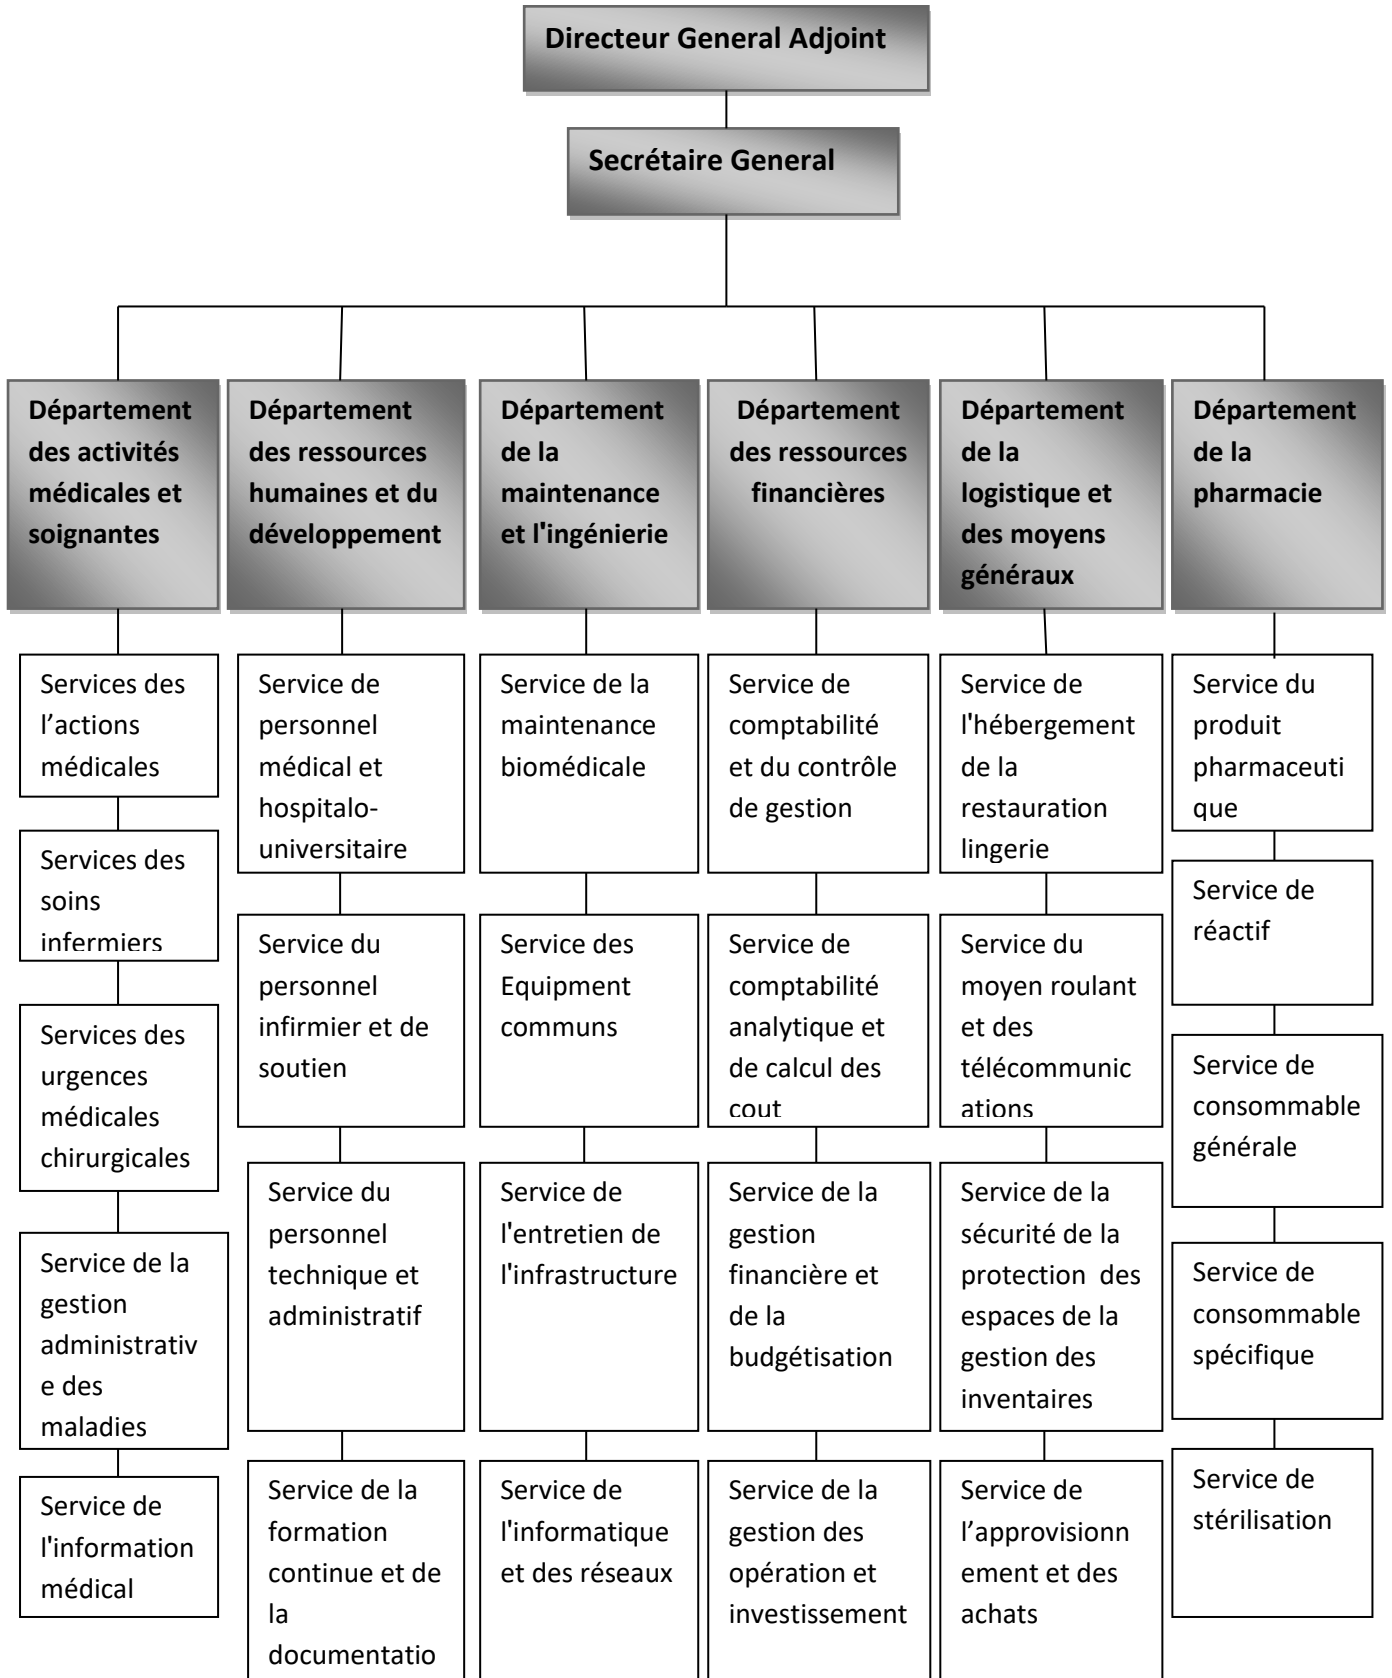 Directeur General Adjoint
Secrétaire General
Département
des activités
médicales et
soignantes
Département
des ressources
humaines et du
développement
Département
de la
maintenance
et l'ingénierie
Département
des ressources
financières
Département
de la
logistique et
des moyens
généraux
Département
de la
pharmacie
Services des
l’actions
médicales
Services des
soins
infermiers
Services des
urgences
médicales
chirurgicales
Service de la
gestion
administrativ
e des
maladies
Service de
l'information
médical
Service de
personnel
médical et
hospitalo-
universitaire
Service du
personnel
infirmier et de
soutien
Service du
personnel
technique et
administratif
Service de la
formation
continue et de
la
documentatio
Service de la
maintenance
biomédicale
Service des
Equipment
communs
Service de
l'entretien de
l'infrastructure
Service de
l'informatique
et des réseaux
Service de
comptabilité
et du contrôle
de gestion
Service de
comptabilité
analytique et
de calcul des
cout
Service de la
gestion
financière et
de la
budgétisation
Service de la
gestion des
opération et
investissement
Service de
l'hébergement
de la
restauration
lingerie
Service du
moyen roulant
et des
télécommunic
ations
Service de la
sécurité de la
protection  des
espaces de la
gestion des
inventaires
Service de
l’approvisionn
ement et des
achats
Service du
produit
pharmaceuti
que
Service de
réactif
Service de
consommable
générale
Service de
consommable
spécifique
Service de
stérilisation